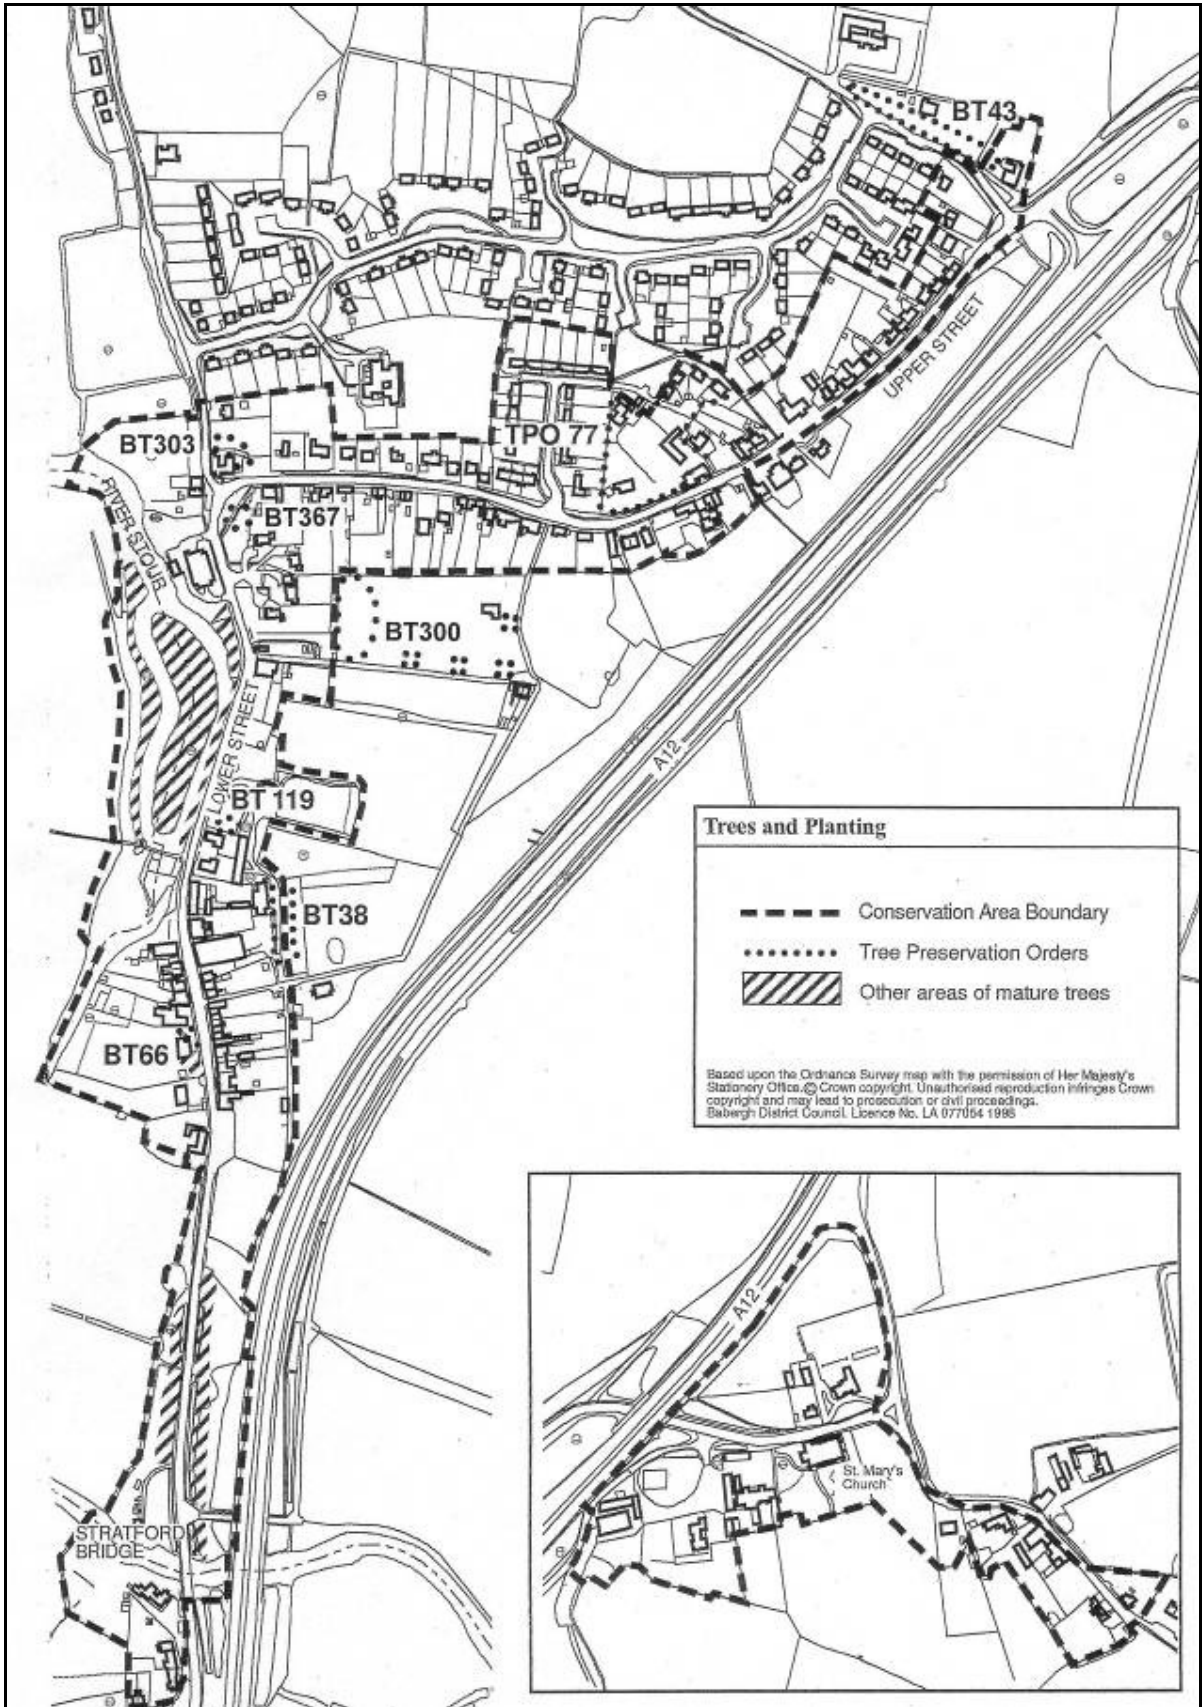 BT43
UPPER STREET
BT303
TPO 77
RIVER STOUR
BT367
BT300
LOWER STREET
A12
BT 119
BT38
BT66
STRATFORD
BRIDGE
Trees and Planting
Conservation Area Boundary
Tree Preservation Orders
Other areas of mature trees
Based upon the Ordnance Survey map with the permission of Her Majesty's
Stationery Office.© Crown copyright. Unauthorised reproduction infringes Crown
copyright and may lead to prosecution or civil proceedings.
Babergh District Council. Licence No. LA 077054 1998
A12
St. Mary's
Church